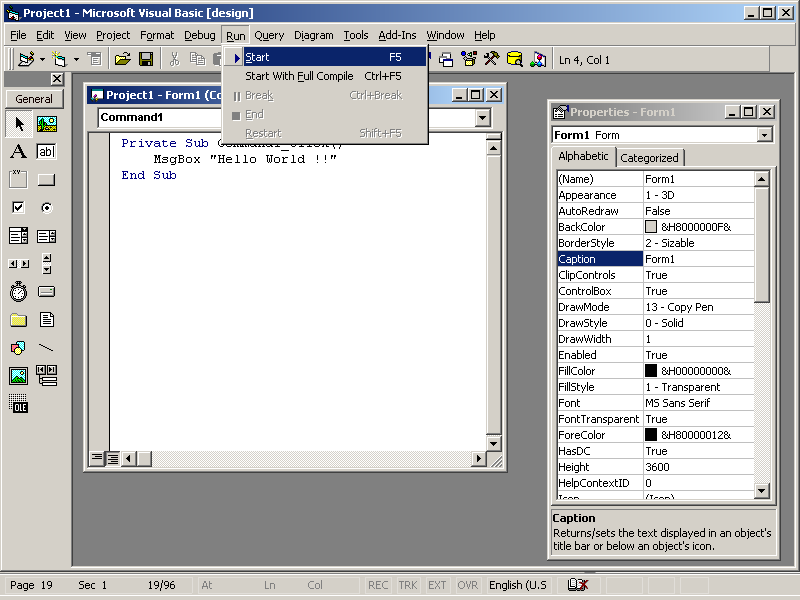 Project1 - Microsoft Visual Basic [design]
File Edit View Project Format Debug Run Query Diagram Tools Add-Ins Window Help
Start F5
Ln 4, Col 1
Start With Full Compile Ctrl+F5
Break Ctrl+Break
End
Restart Shift+F5
General
A
ab
xv
OLE
Project1 - Form1 (Co
Command1
Private Sub Command1_Click()
MsgBox "Hello World !!"
End Sub
Properties - Form1
Form1 Form
Alphabetic Categorized
(Name) Form1
Appearance 1 - 3D
AutoRedraw False
BackColor &H8000000F&
BorderStyle 2 - Sizable
Caption Form1
ClipControls True
ControlBox True
DrawMode 13 - Copy Pen
DrawStyle 0 - Solid
DrawWidth 1
Enabled True
FillColor &H00000000&
FillStyle 1 - Transparent
Font MS Sans Serif
FontTransparent True
ForeColor &H80000012&
HasDC True
Height 3600
HelpContextID 0
Icon (Icon)
Caption
Returns/sets the text displayed in an object's
title bar or below an object's icon.
Page 19 Sec 1 19/96 At Ln Col REC TRK EXT OVR English (U.S